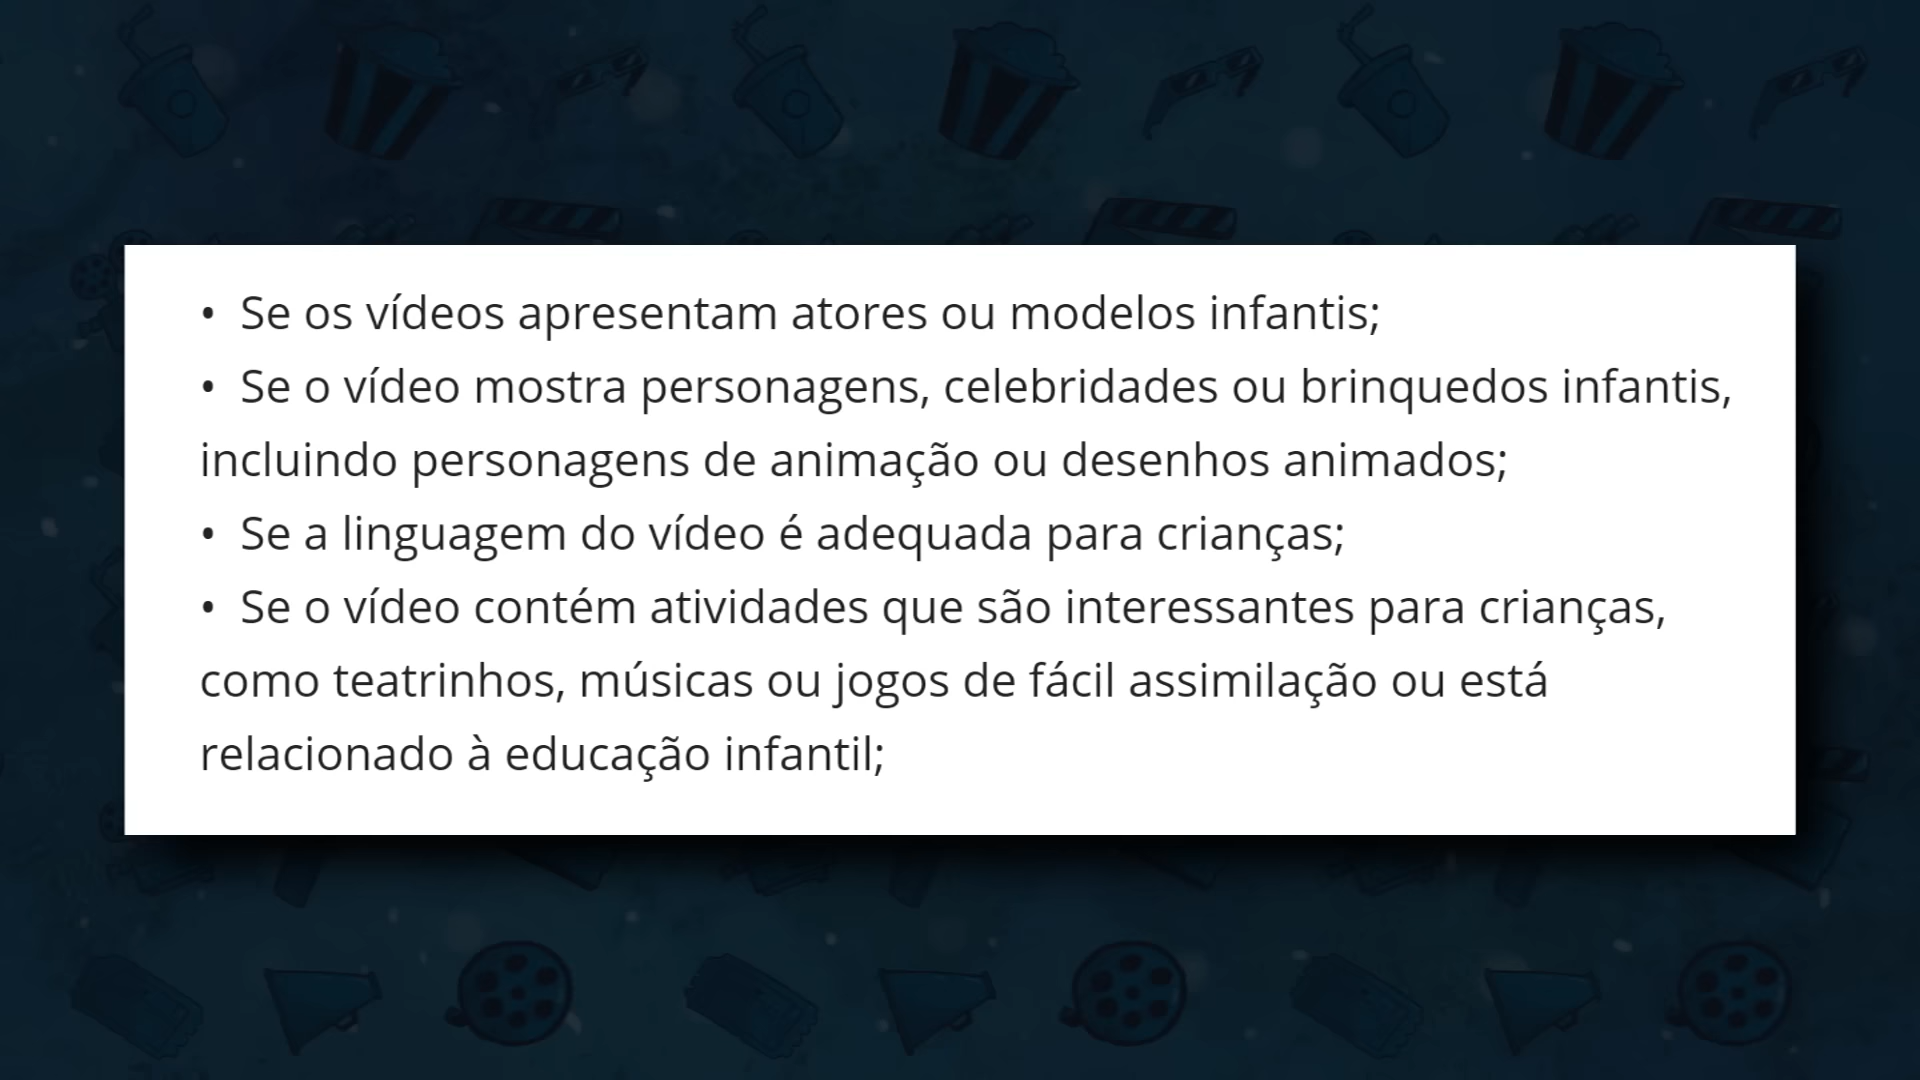 • Se os vídeos apresentam atores ou modelos infantis;
• Se o vídeo mostra personagens, celebridades ou brinquedos infantis,
incluindo personagens de animação ou desenhos animados;
• Se a linguagem do vídeo é adequada para crianças;
• Se o vídeo contém atividades que são interessantes para crianças,
como teatrinhos, músicas ou jogos de fácil assimilação ou está
relacionado à educação infantil;